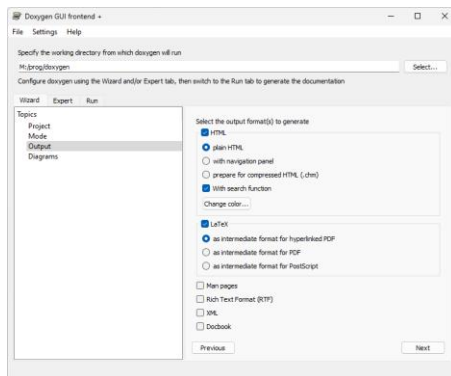 Doxygen GUI frontend +
File Settings Help
Specify the working directory from which doxygen will run
M:/prog/doxygen
Select...
Configure doxygen using the Wizard and/or Expert tab, then switch to the Run tab to generate the documentation
Wizard Expert Run
Topics
Project
Mode
Output
Diagrams
Select the output format(s) to generate
HTML
plain HTML
with navigation panel
prepare for compressed HTML (.chm)
With search function
Change color...
LaTeX
as intermediate format for hyperlinked PDF
as intermediate format for PDF
as intermediate format for PostScript
Man pages
Rich Text Format (RTF)
XML
Docbook
Previous Next